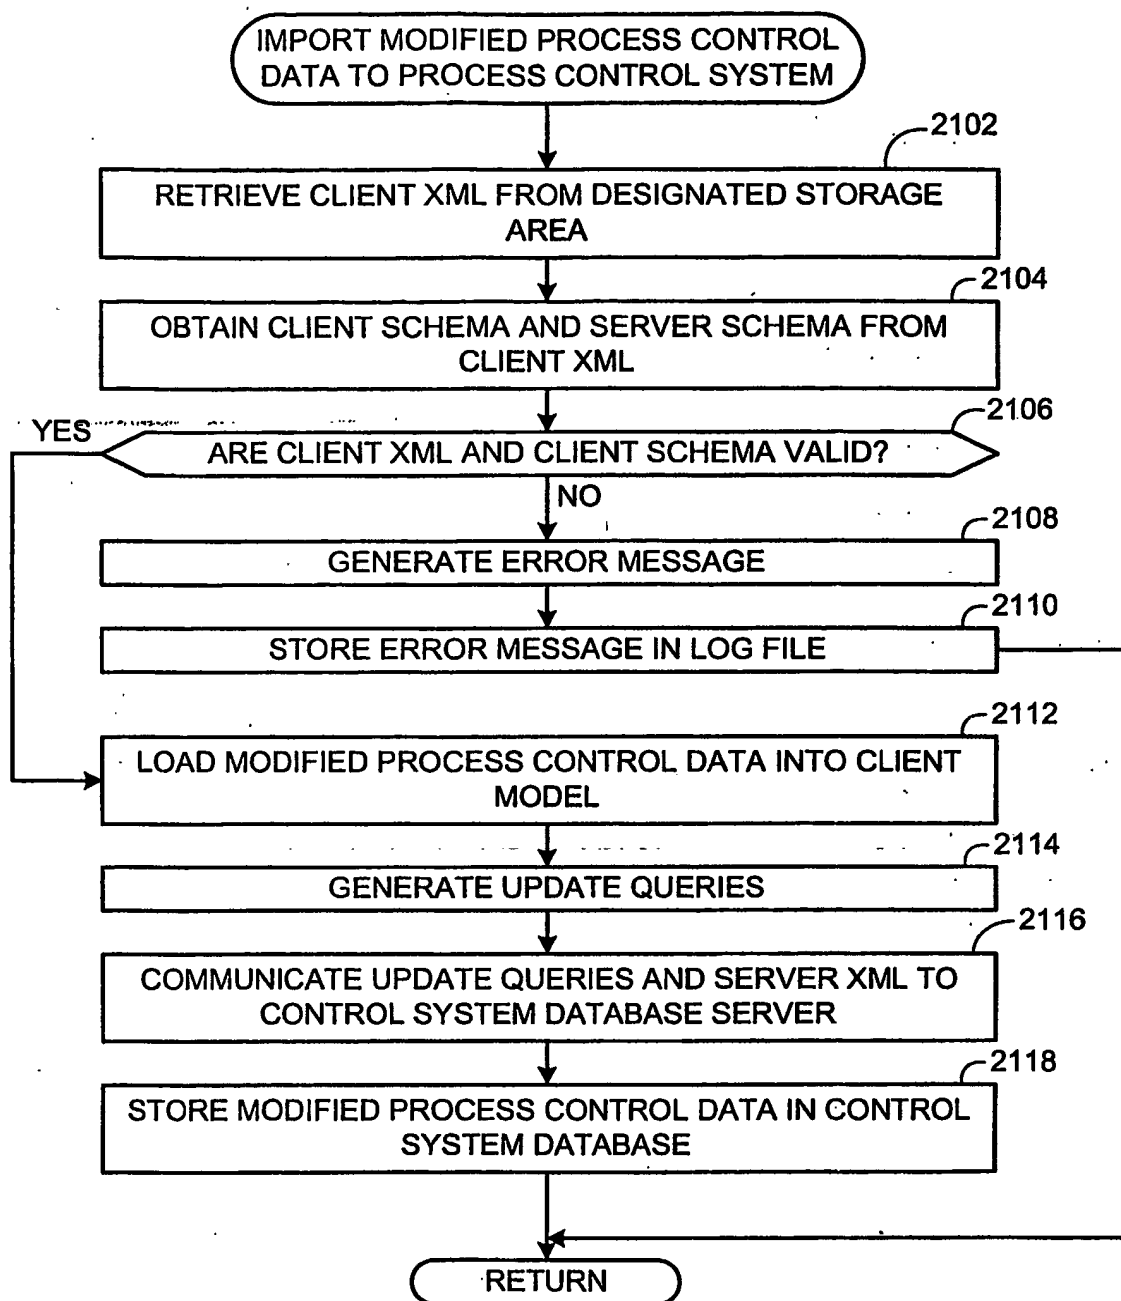 IMPORT MODIFIED PROCESS CONTROL
DATA TO PROCESS CONTROL SYSTEM
2102
RETRIEVE CLIENT XML FROM DESIGNATED STORAGE
AREA
2104
OBTAIN CLIENT SCHEMA AND SERVER SCHEMA FROM
CLIENT XML
2106
YES
ARE CLIENT XML AND CLIENT SCHEMA VALID?
NO
2108
GENERATE ERROR MESSAGE
2110
STORE ERROR MESSAGE IN LOG FILE
2112
LOAD MODIFIED PROCESS CONTROL DATA INTO CLIENT
MODEL
2114
GENERATE UPDATE QUERIES
2116
COMMUNICATE UPDATE QUERIES AND SERVER XML TO
CONTROL SYSTEM DATABASE SERVER
2118
STORE MODIFIED PROCESS CONTROL DATA IN CONTROL
SYSTEM DATABASE
RETURN